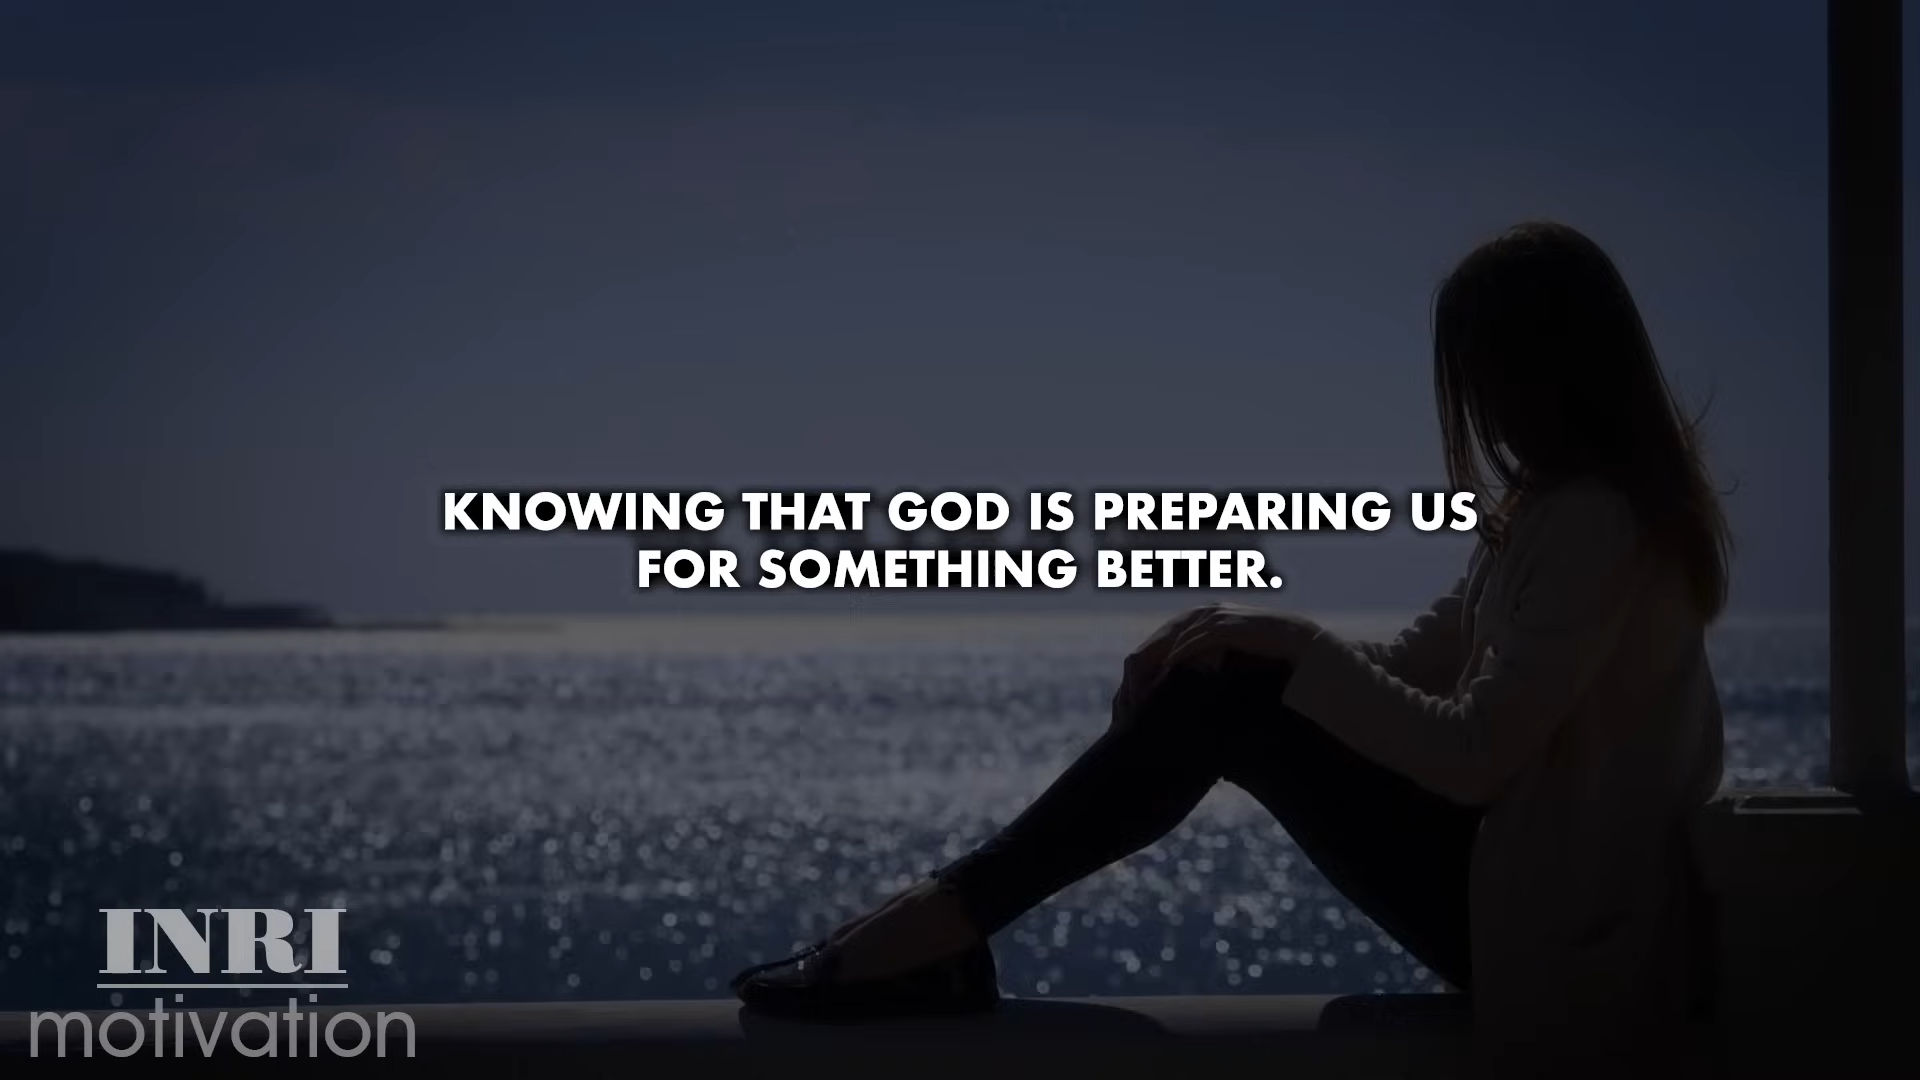 KNOWING THAT GOD IS PREPARING US
FOR SOMETHING BETTER.
INRI
motivation